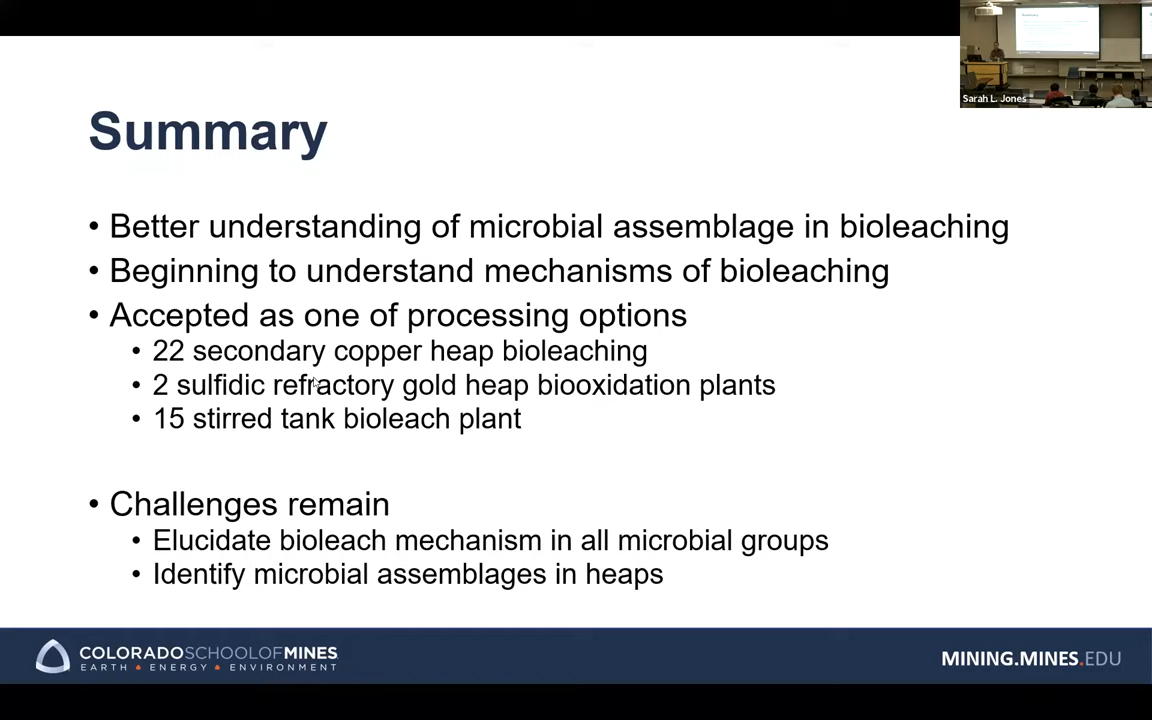 Sarah L. Jones
Summary
• Better understanding of microbial assemblage in bioleaching
• Beginning to understand mechanisms of bioleaching
• Accepted as one of processing options
• 22 secondary copper heap bioleaching
• 2 sulfidic refractory gold heap biooxidation plants
• 15 stirred tank bioleach plant
• Challenges remain
• Elucidate bioleach mechanism in all microbial groups
• Identify microbial assemblages in heaps
COLORADOSCHOOLOFMINES
EARTH • ENERGY • ENVIRONMENT
MINING.MINES.EDU